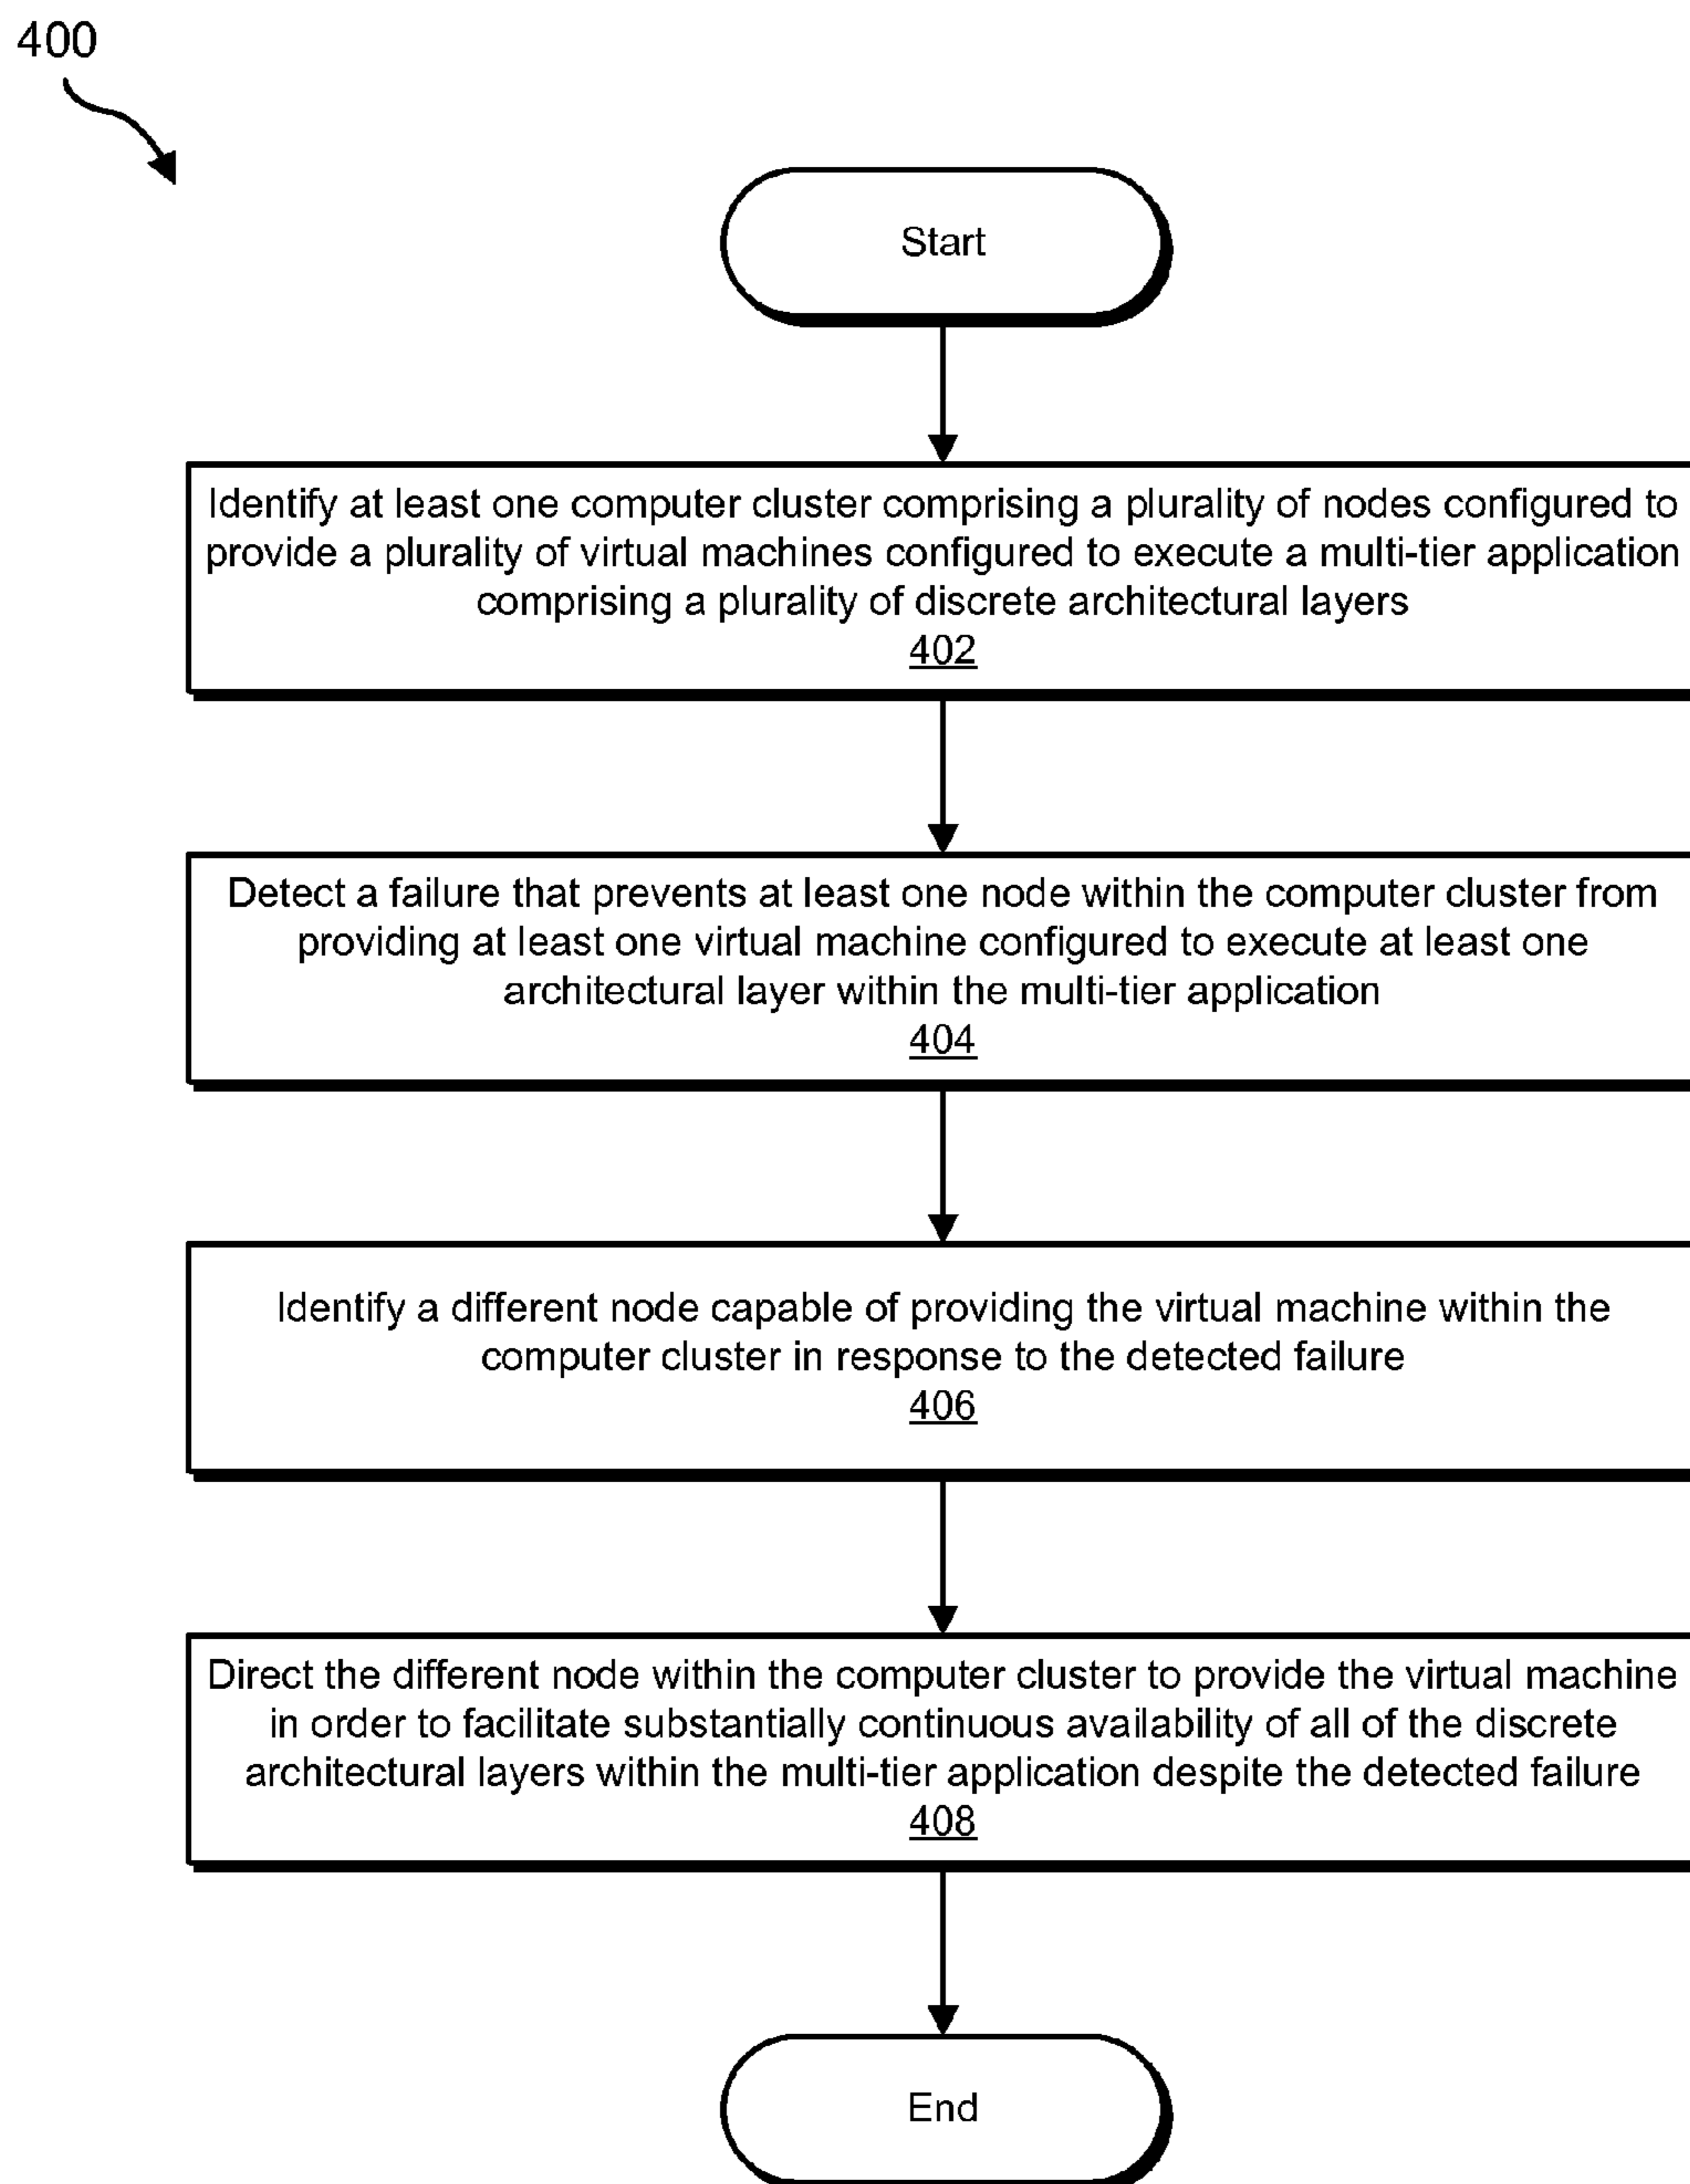 400
Start
Identify at least one computer cluster comprising a plurality of nodes configured to
provide a plurality of virtual machines configured to execute a multi-tier application
comprising a plurality of discrete architectural layers
402
Detect a failure that prevents at least one node within the computer cluster from
providing at least one virtual machine configured to execute at least one
architectural layer within the multi-tier application
404
Identify a different node capable of providing the virtual machine within the
computer cluster in response to the detected failure
406
Direct the different node within the computer cluster to provide the virtual machine
in order to facilitate substantially continuous availability of all of the discrete
architectural layers within the multi-tier application despite the detected failure
408
End